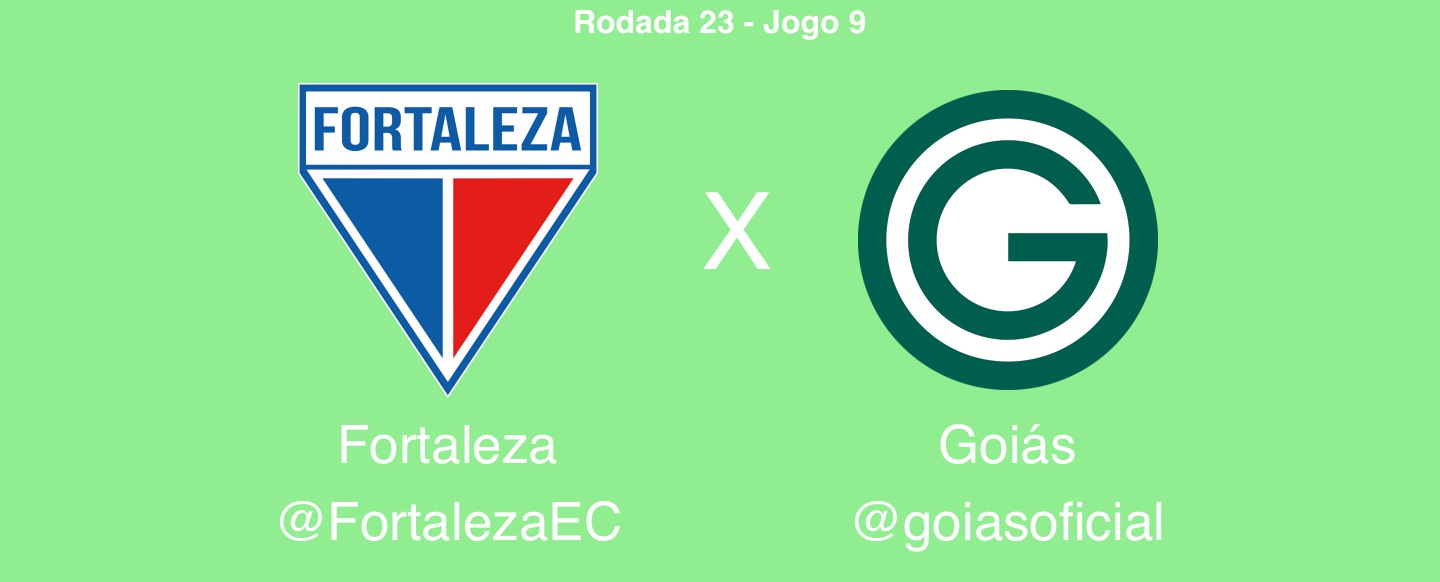 Rodada 23 - Jogo 9
FORTALEZA
X
G
Fortaleza
Goiás
@FortalezaEC
@goiasoficial